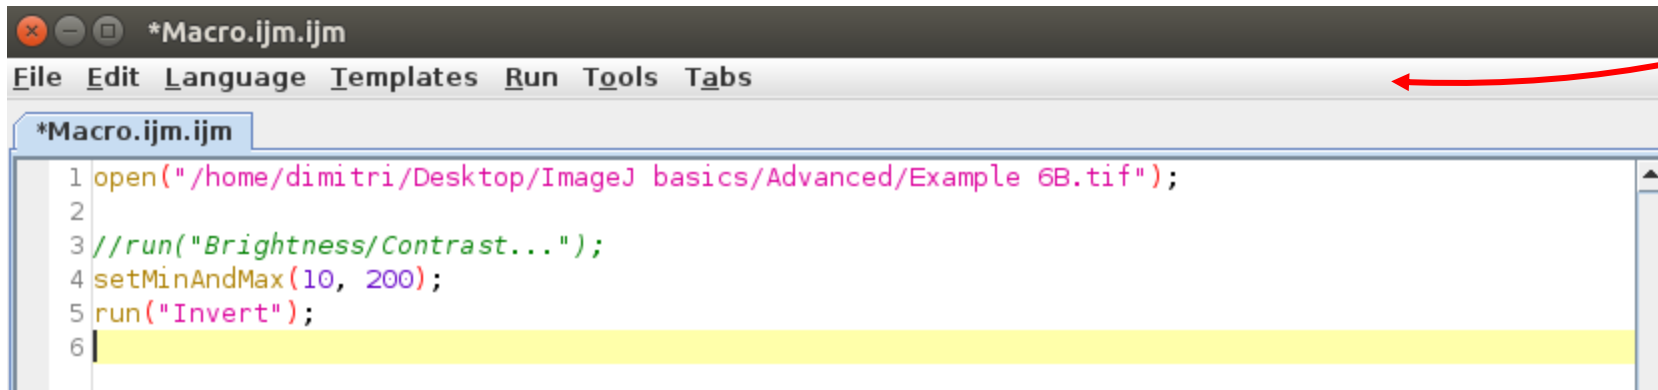 *Macro.ijm.ijm
File Edit Language Templates Run Tools Tabs
*Macro.ijm.ijm
1 open("/home/dimitri/Desktop/ImageJ basics/Advanced/Example 6B.tif");
2
3 //run("Brightness/Contrast...");
4 setMinAndMax(10, 200);
5 run("Invert");
6